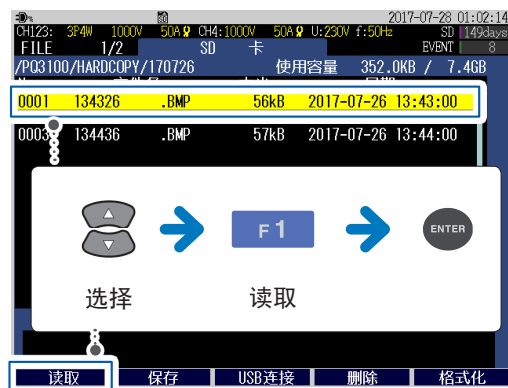 2017-07-28 01:02:14
CH123: 3P4W 1000V 50A CH4:1000V 50A U:230V f:50Hz SD 149days
FILE 1/2 SD 卡 EVENT 8
/PQ3100/HARDCOPY/170726 使用容量 352.0KB / 7.4GB
0001 134326 .BMP 56kB 2017-07-26 13:43:00
0003 134436 .BMP 57kB 2017-07-26 13:44:00
F1 ENTER
选择 读取
读取 保存 USB连接 删除 格式化